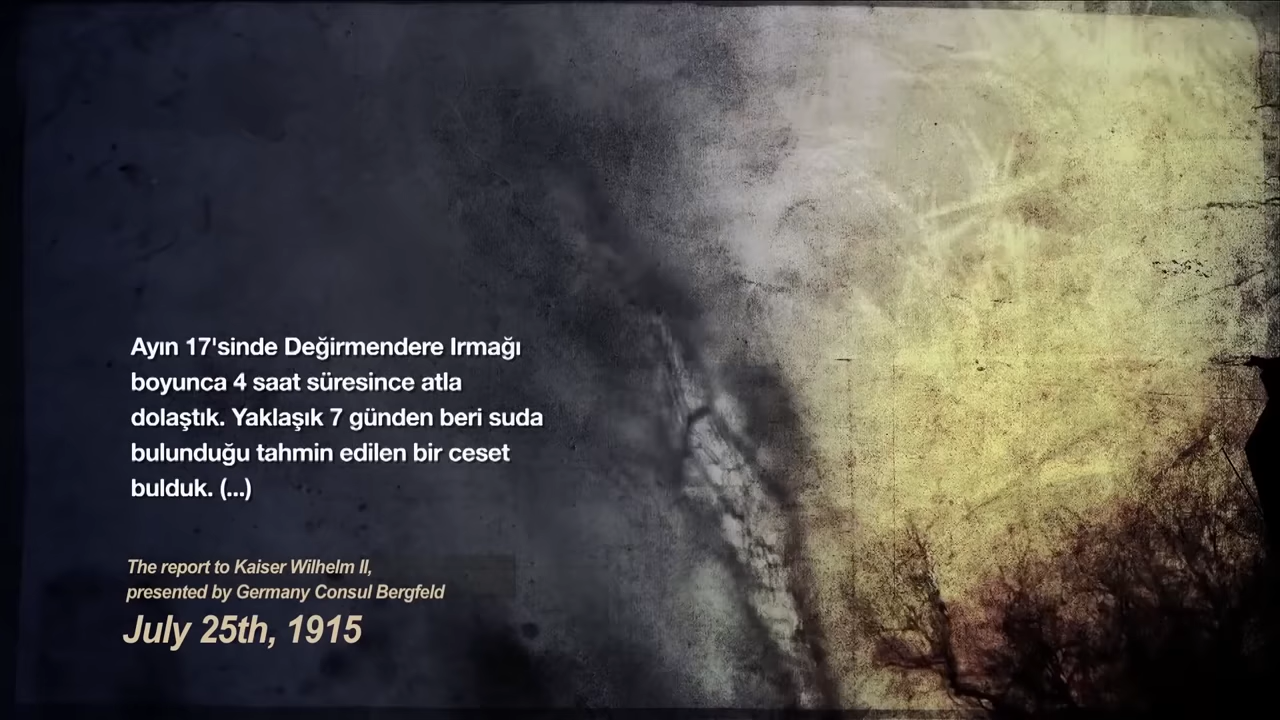 Ayın 17'sinde Değirmendere Irmağı
boyunca 4 saat süresince atla
dolaştık. Yaklaşık 7 günden beri suda
bulunduğu tahmin edilen bir ceset
bulduk. (...)
The report to Kaiser Wilhelm II,
presented by Germany Consul Bergfeld
July 25th, 1915